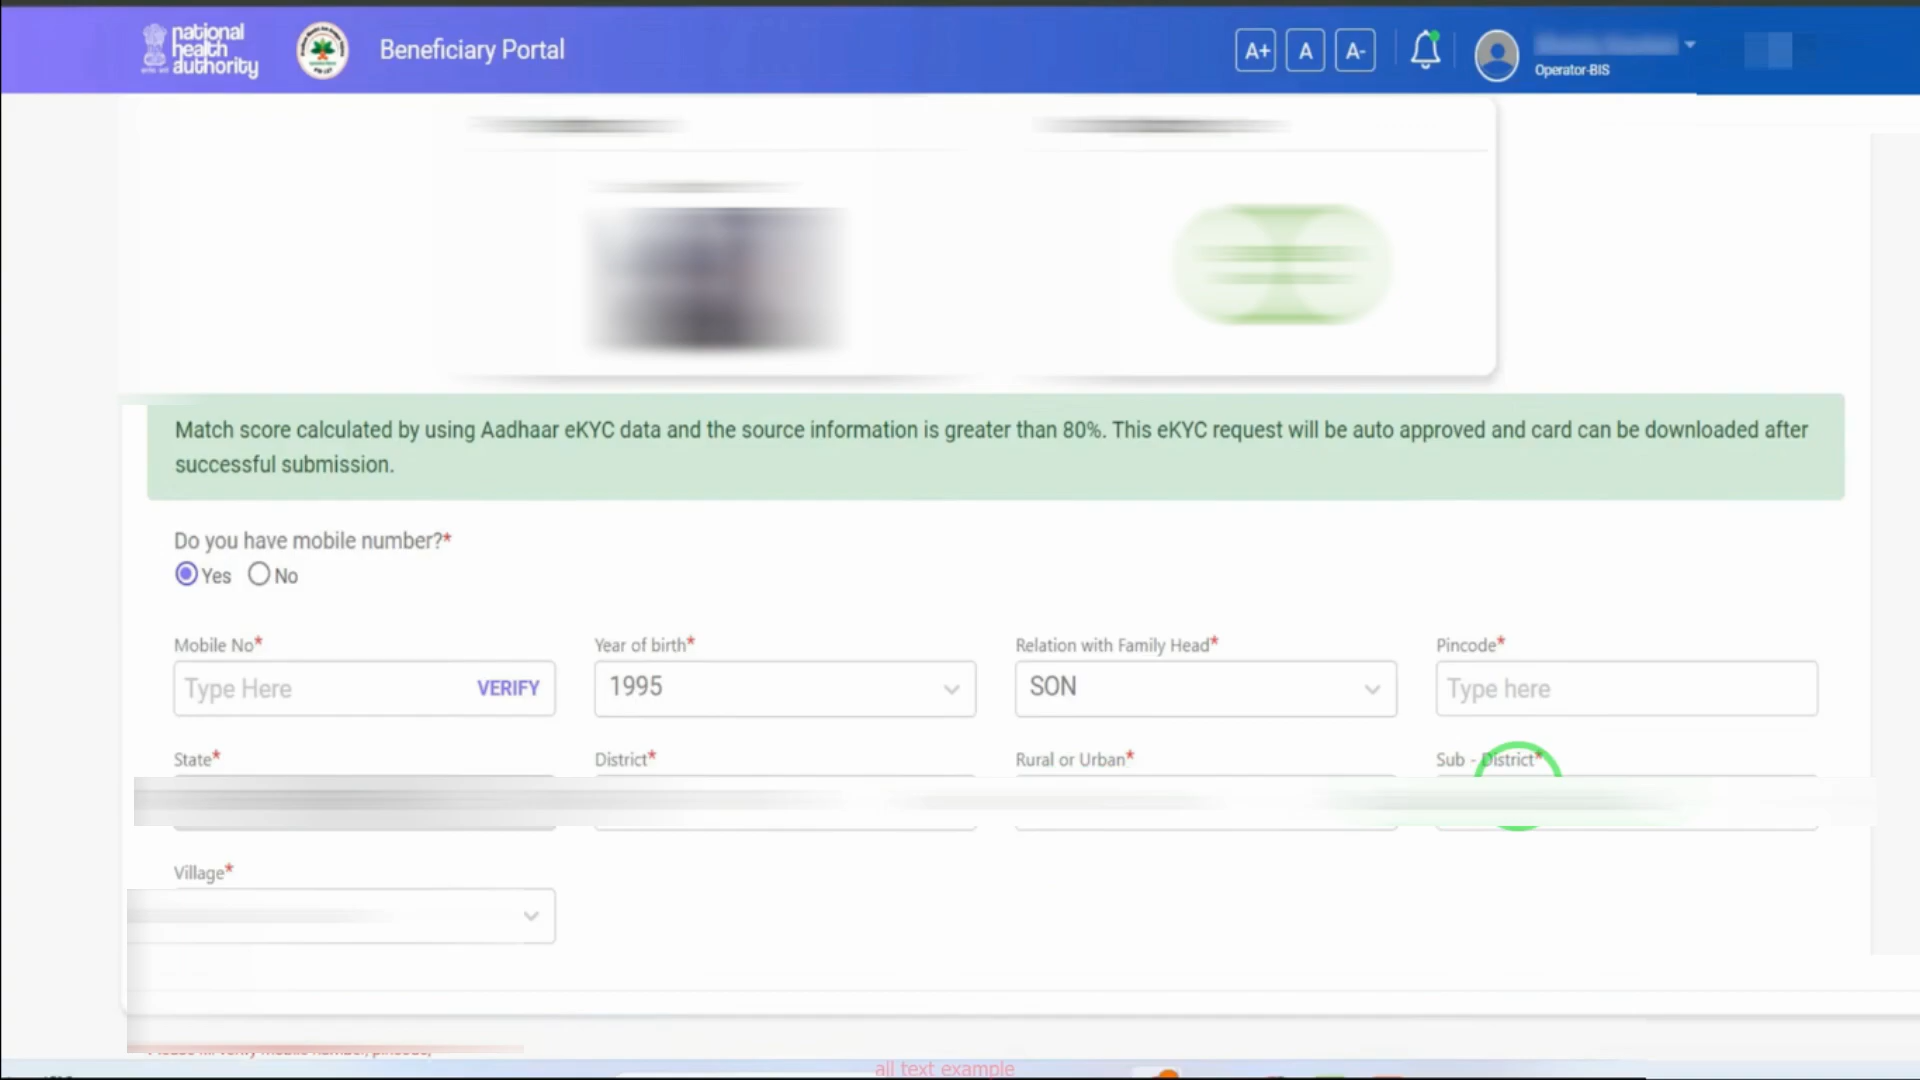 national
health
authority
Beneficiary Portal
A+
A
A-
Operator-BIS
Match score calculated by using Aadhaar eKYC data and the source information is greater than 80%. This eKYC request will be auto approved and card can be downloaded after
successful submission.
Do you have mobile number?*
Yes
No
Mobile No*
Year of birth*
Relation with Family Head*
Pincode*
Type Here
VERIFY
1995
SON
Type here
State*
District*
Rural or Urban*
Sub - District*
Village*
all text example